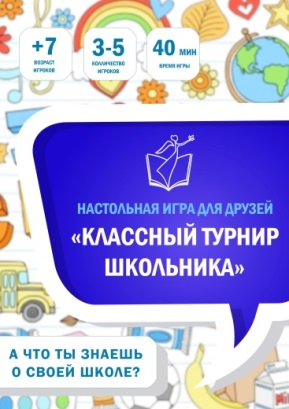 +7
ВОЗРАСТ
ИГРОКОВ
3-5
КОЛЛИЧЕСТВО
ИГРОКОВ
40 МИН
ВРЕМЯ ИГРЫ
НАСТОЛЬНАЯ ИГРА ДЛЯ ДРУЗЕЙ
«КЛАССНЫЙ ТУРНИР
ШКОЛЬНИКА»
А ЧТО ТЫ ЗНАЕШЬ
О СВОЕЙ ШКОЛЕ?